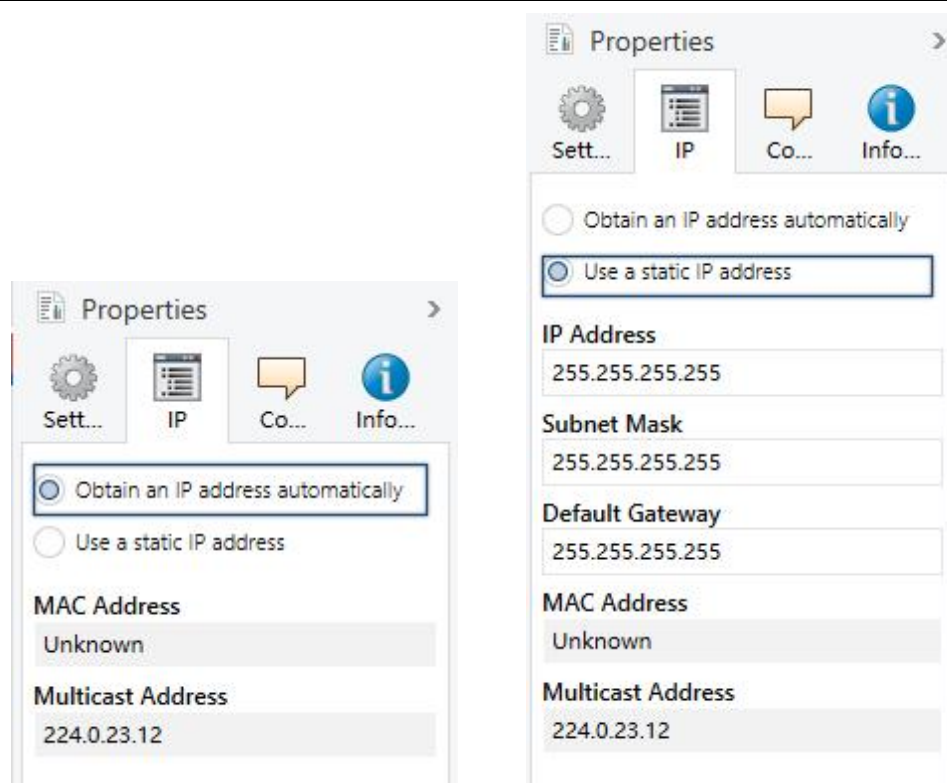 Properties
Sett...
IP
Co...
Info...
Obtain an IP address automatically
Use a static IP address
MAC Address
Unknown
Multicast Address
224.0.23.12
Properties
Sett...
IP
Co...
Info...
Obtain an IP address automatically
Use a static IP address
IP Address
255.255.255.255
Subnet Mask
255.255.255.255
Default Gateway
255.255.255.255
MAC Address
Unknown
Multicast Address
224.0.23.12